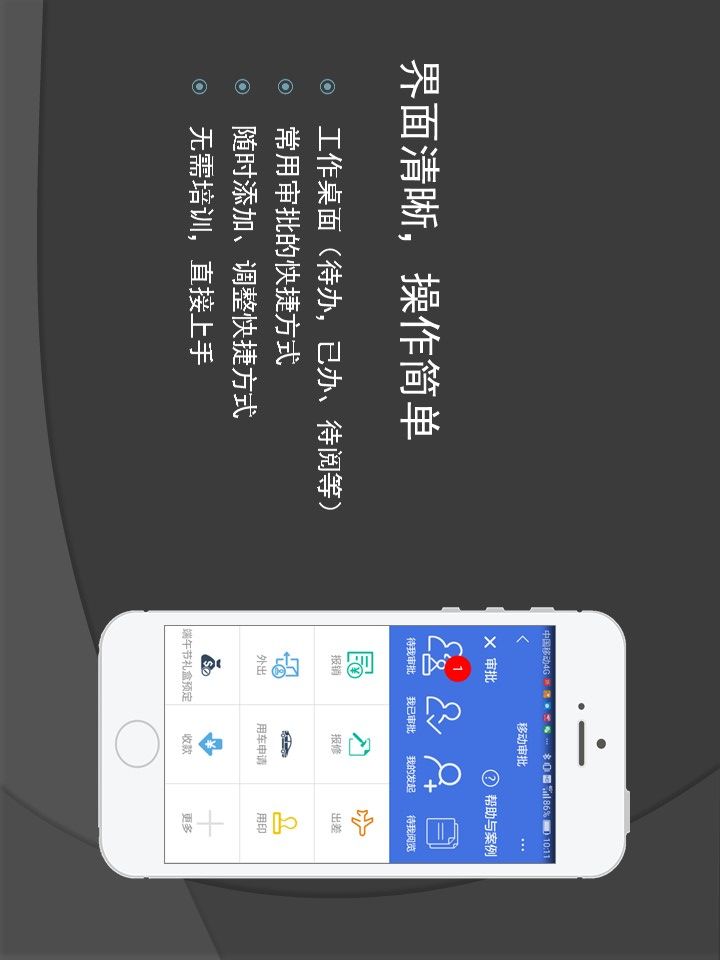 界面清晰，操作简单
工作桌面（待办，已办、待阅等）
常用审批的快捷方式
随时添加、调整快捷方式
无需培训，直接上手
中国移动4G 86% 10:11
移动审批
审批 帮助与案例
1
待我审批 我已审批 我的发起 待我阅览
报销 报修 出差
外出 用车申请 用印
端午节礼盒预定 收款 更多